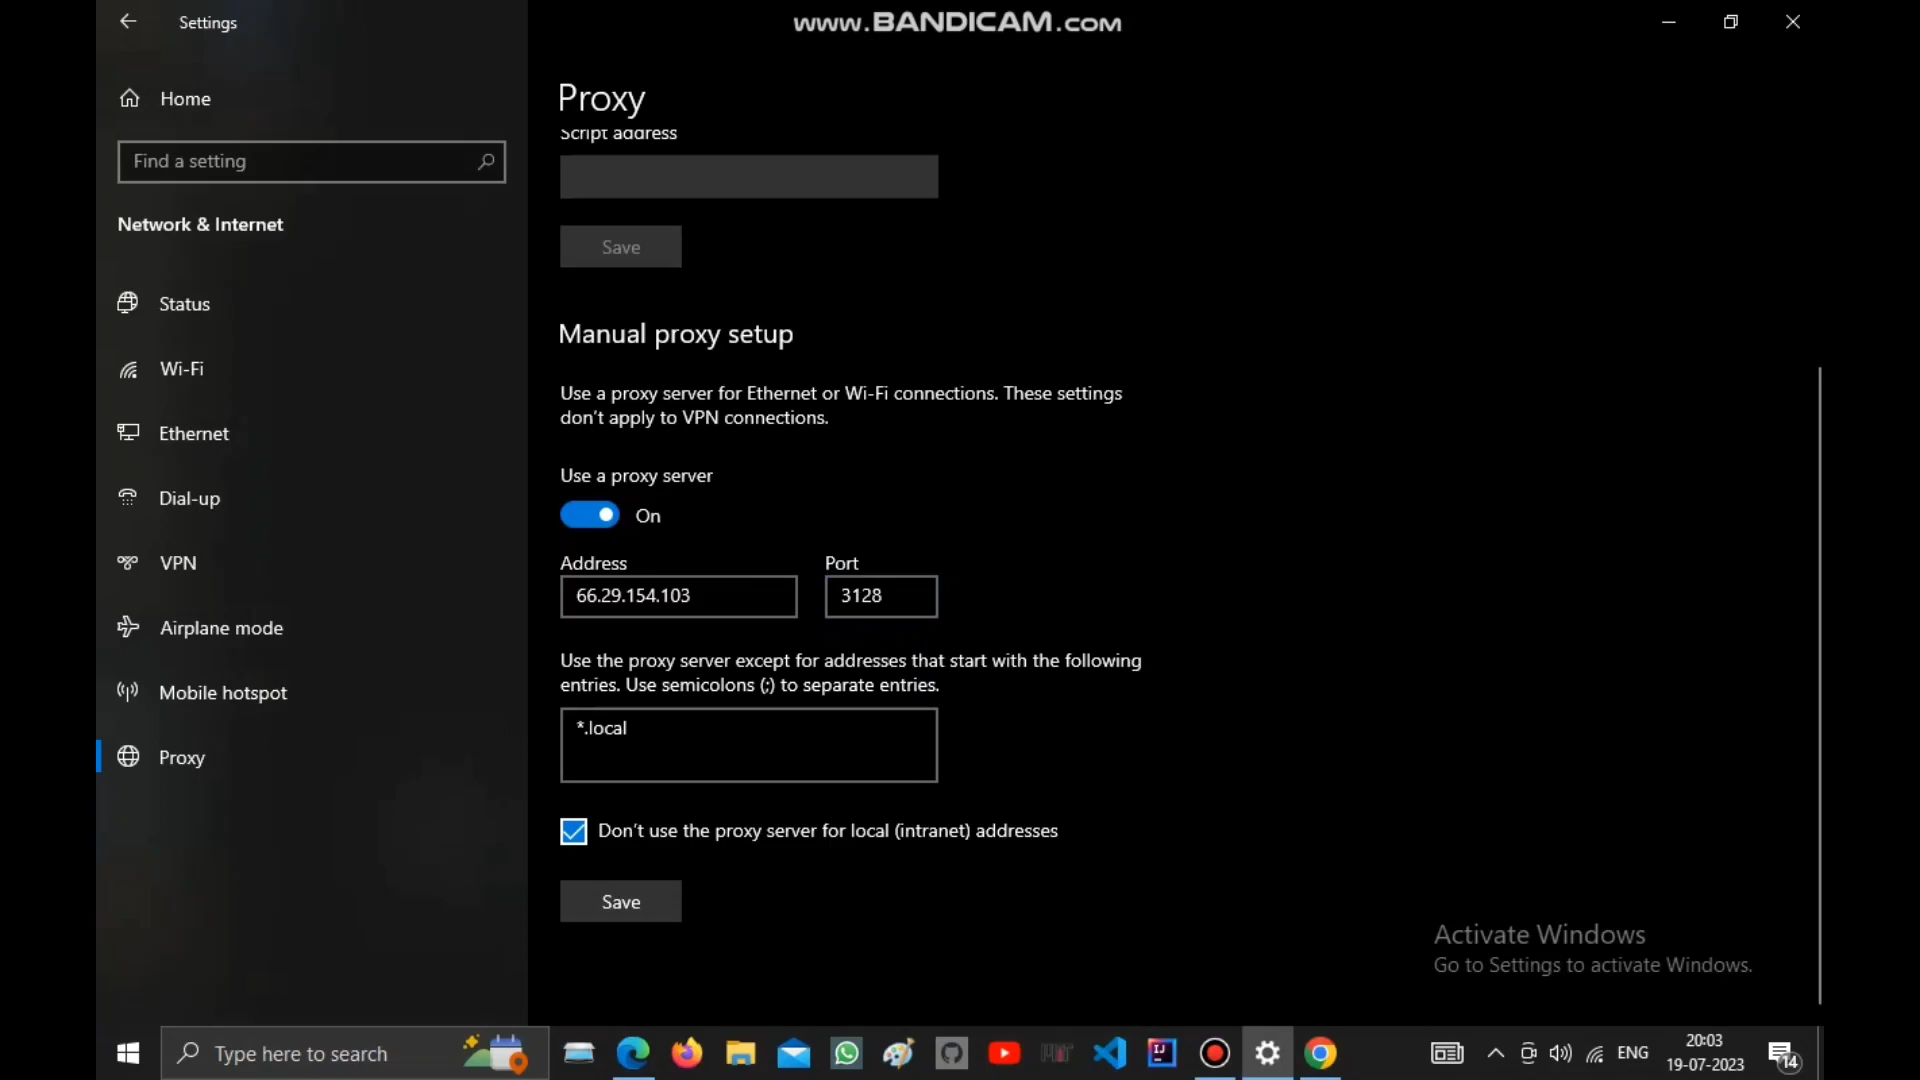 Settings
www.BANDICAM.com
Home
Find a setting
Network & Internet
Status
Wi-Fi
Ethernet
Dial-up
VPN
Airplane mode
Mobile hotspot
Proxy
Proxy
Script address
Save
Manual proxy setup
Use a proxy server for Ethernet or Wi-Fi connections. These settings
don't apply to VPN connections.
Use a proxy server
On
Address
Port
66.29.154.103
3128
Use the proxy server except for addresses that start with the following
entries. Use semicolons (;) to separate entries.
*.local
Don't use the proxy server for local (intranet) addresses
Save
Activate Windows
Go to Settings to activate Windows.
Type here to search
IJ
ENG
20:03
19-07-2023
14